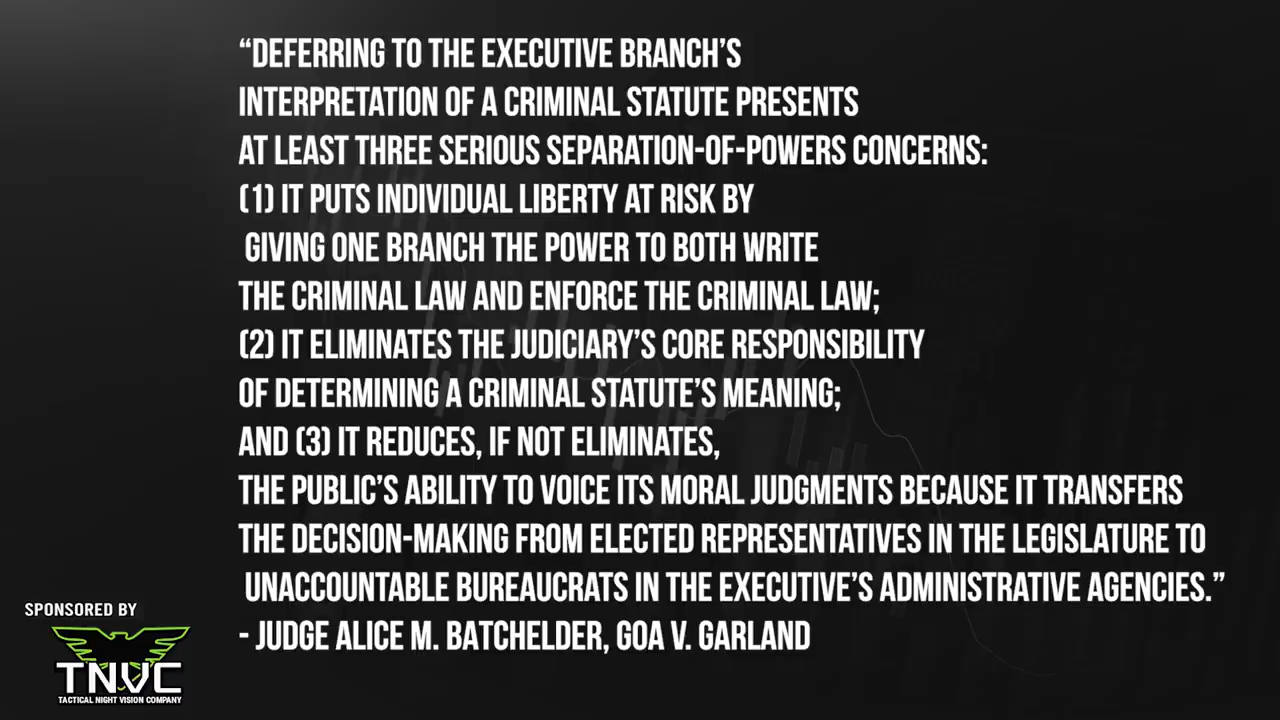 “DEFERRING TO THE EXECUTIVE BRANCH’S
INTERPRETATION OF A CRIMINAL STATUTE PRESENTS
AT LEAST THREE SERIOUS SEPARATION-OF-POWERS CONCERNS:
(1) IT PUTS INDIVIDUAL LIBERTY AT RISK BY
GIVING ONE BRANCH THE POWER TO BOTH WRITE
THE CRIMINAL LAW AND ENFORCE THE CRIMINAL LAW;
(2) IT ELIMINATES THE JUDICIARY’S CORE RESPONSIBILITY
OF DETERMINING A CRIMINAL STATUTE’S MEANING;
AND (3) IT REDUCES, IF NOT ELIMINATES,
THE PUBLIC’S ABILITY TO VOICE ITS MORAL JUDGMENTS BECAUSE IT TRANSFERS
THE DECISION-MAKING FROM ELECTED REPRESENTATIVES IN THE LEGISLATURE TO
UNACCOUNTABLE BUREAUCRATS IN THE EXECUTIVE’S ADMINISTRATIVE AGENCIES.”
- JUDGE ALICE M. BATCHELDER, GOA V. GARLAND
SPONSORED BY
TNVC
TACTICAL NIGHT VISION COMPANY